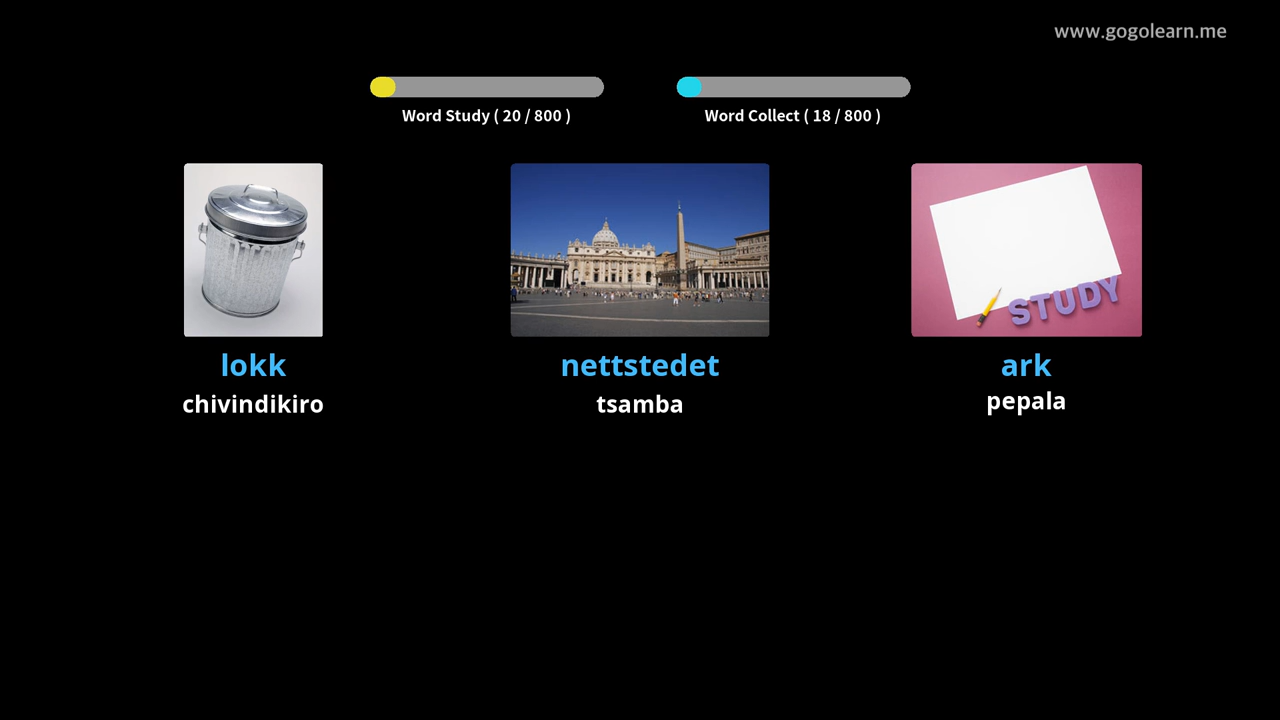 www.gogolearn.me
Word Study ( 20 / 800 )
Word Collect ( 18 / 800 )
STUDY
lokk
nettstedet
ark
chivindikiro
tsamba
pepala